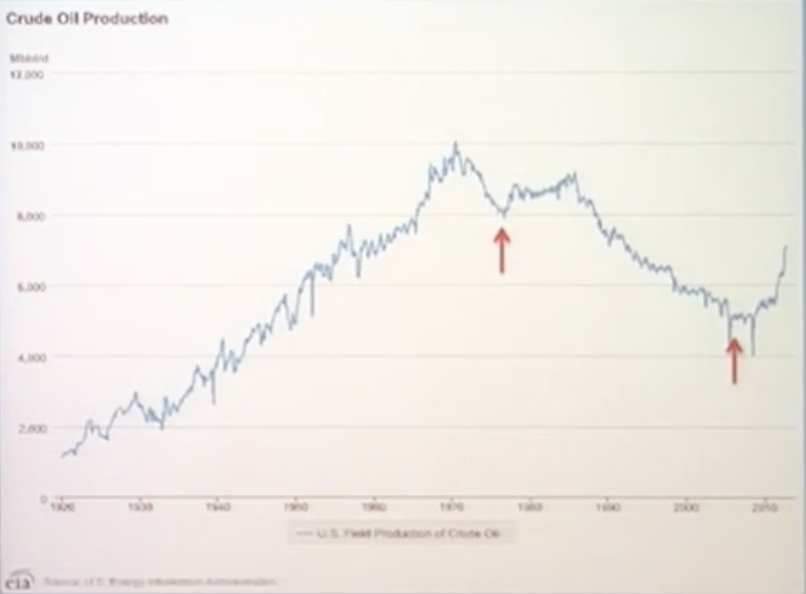 Crude Oil Production
Mbbl/d
12,000
10,000
8,000
6,000
4,000
2,000
0
1920 1930 1940 1950 1960 1970 1980 1990 2000 2010
U.S. Field Production of Crude Oil
eia Source: U.S. Energy Information Administration